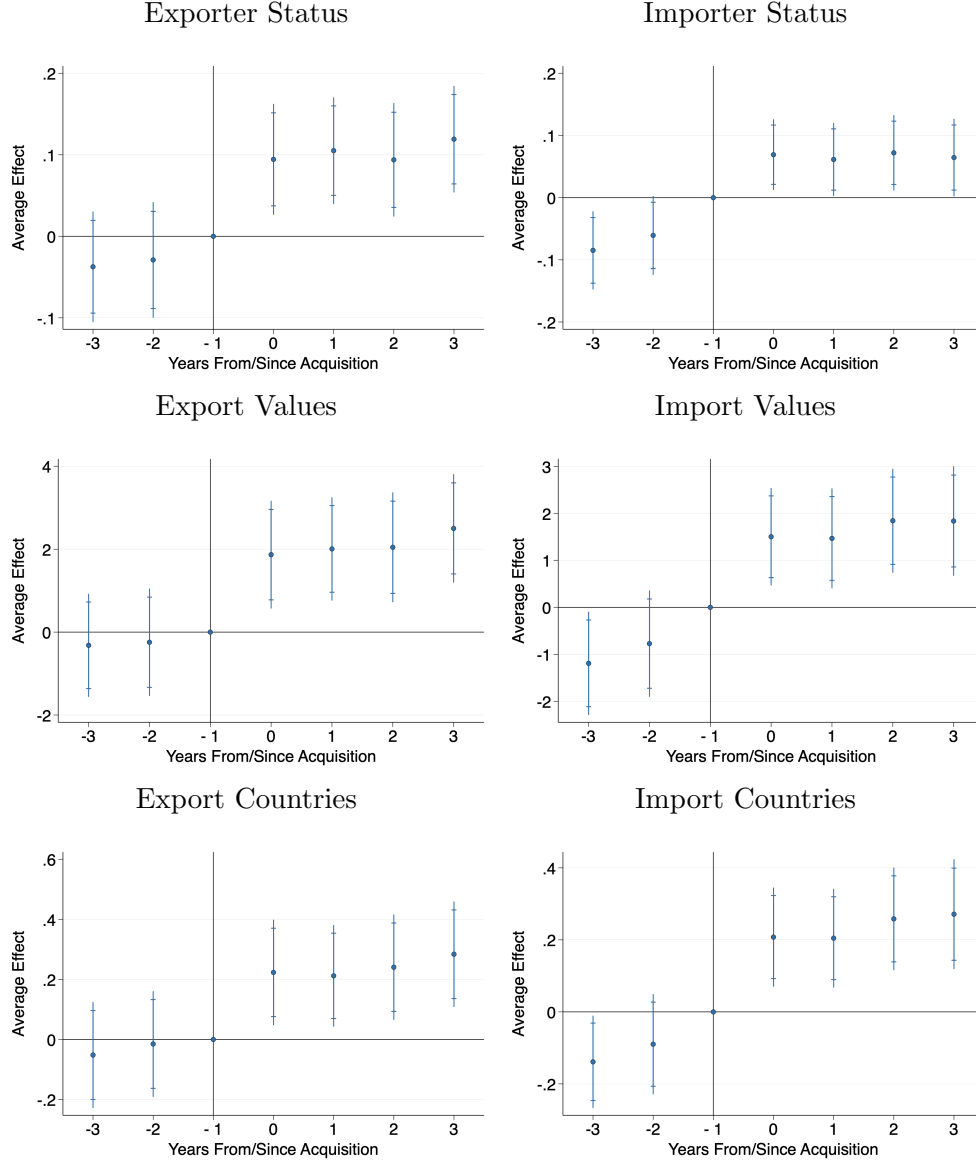 Exporter Status
Importer Status
.2
.1
0
-.1
Average Effect
-3 -2 - 1 0 1 2 3
Years From/Since Acquisition
.2
.1
0
-.1
-.2
Average Effect
-3 -2 - 1 0 1 2 3
Years From/Since Acquisition
Export Values
Import Values
4
2
0
-2
Average Effect
-3 -2 - 1 0 1 2 3
Years From/Since Acquisition
3
2
1
0
-1
-2
Average Effect
-3 -2 - 1 0 1 2 3
Years From/Since Acquisition
Export Countries
Import Countries
.6
.4
.2
0
-.2
Average Effect
-3 -2 - 1 0 1 2 3
Years From/Since Acquisition
.4
.2
0
-.2
Average Effect
-3 -2 - 1 0 1 2 3
Years From/Since Acquisition